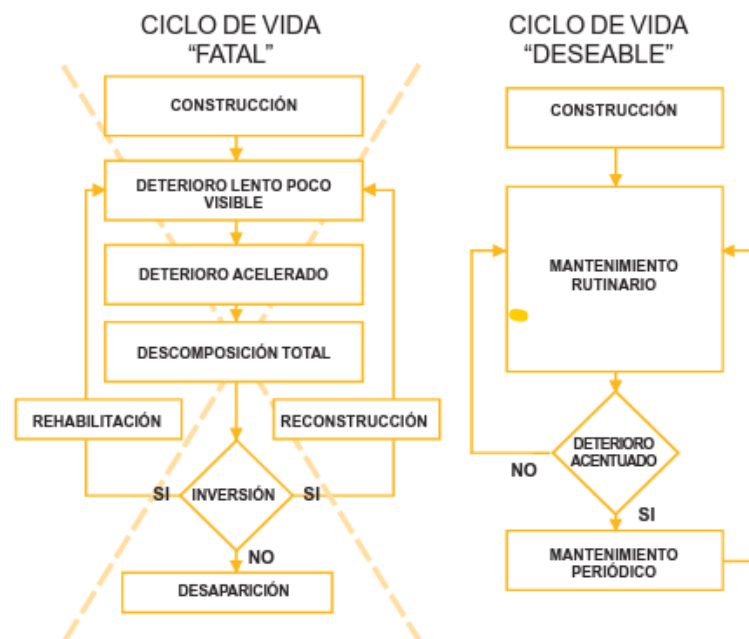 CICLO DE VIDA
“FATAL”
CONSTRUCCIÓN
DETERIORO LENTO POCO
VISIBLE
DETERIORO ACELERADO
DESCOMPOSICIÓN TOTAL
REHABILITACIÓN
RECONSTRUCCIÓN
SI
INVERSIÓN
SI
NO
DESAPARICIÓN
CICLO DE VIDA
“DESEABLE”
CONSTRUCCIÓN
MANTENIMIENTO
RUTINARIO
DETERIORO
ACENTUADO
NO
SI
MANTENIMIENTO
PERIÓDICO